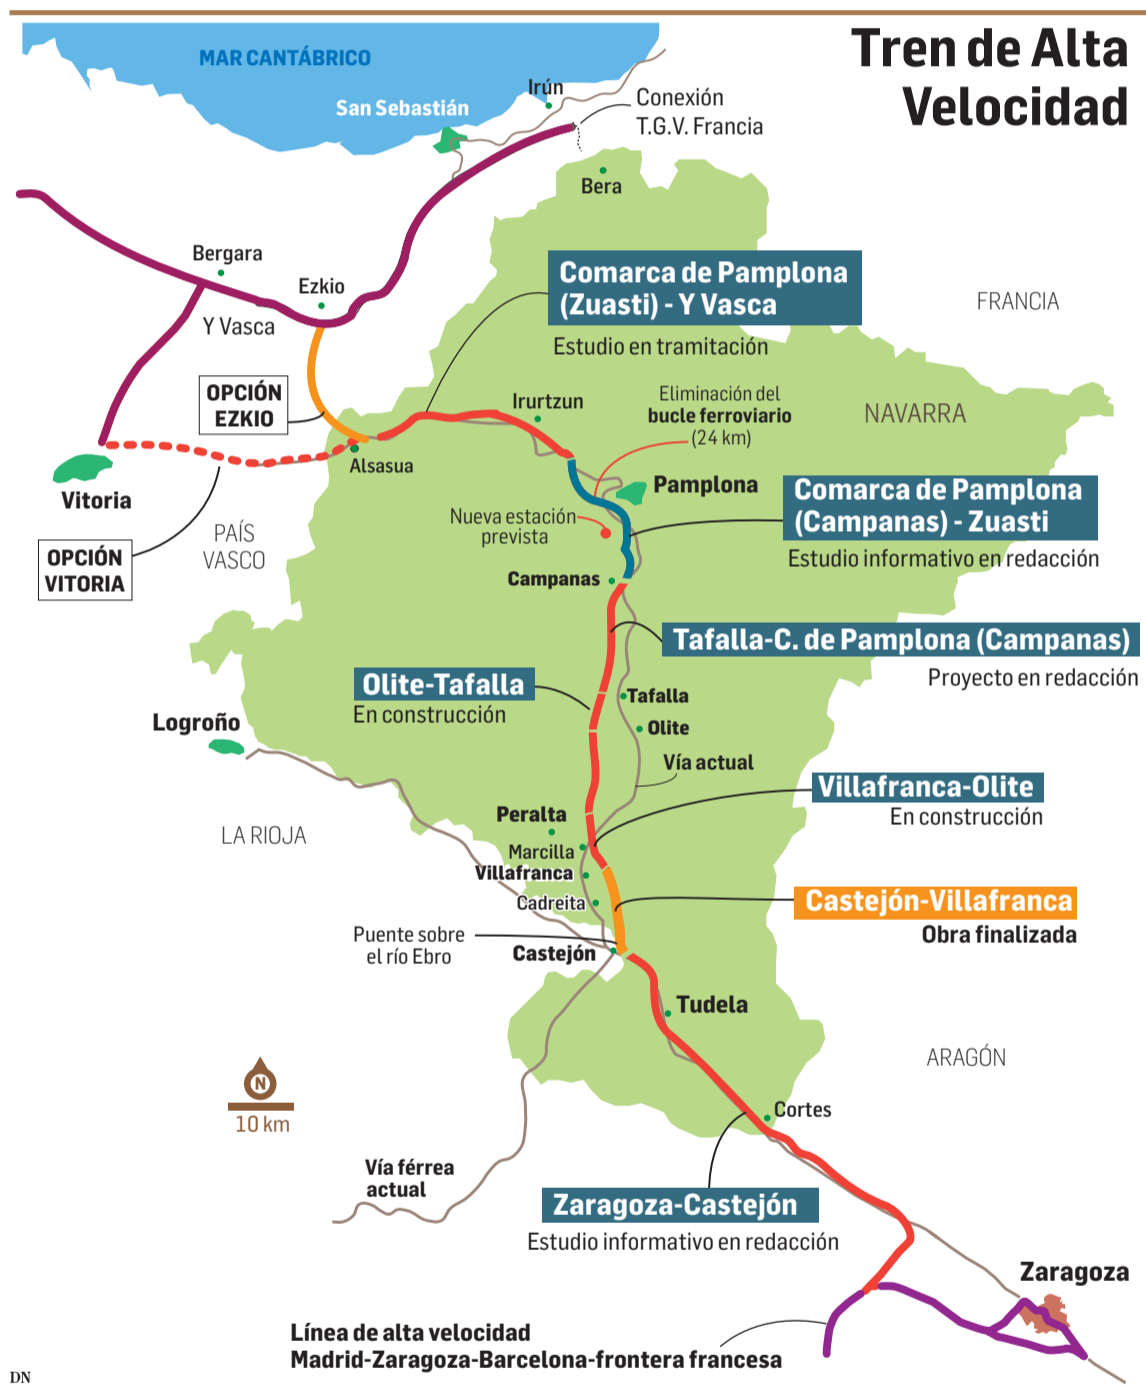 Tren de Alta
Velocidad
MAR CANTÁBRICO
Irún
San Sebastián
Conexión
T.G.V. Francia
Bera
Bergara
Ezkio
Y Vasca
Comarca de Pamplona
(Zuasti) - Y Vasca
Estudio en tramitación
FRANCIA
OPCIÓN
EZKIO
Irurtzun
Eliminación del
bucle ferroviario
(24 km)
NAVARRA
Alsasua
Vitoria
Pamplona
Comarca de Pamplona
(Campanas) - Zuasti
Estudio informativo en redacción
Nueva estación
prevista
PAÍS
VASCO
OPCIÓN
VITORIA
Campanas
Tafalla-C. de Pamplona (Campanas)
Proyecto en redacción
Olite-Tafalla
En construcción
Tafalla
Olite
Logroño
Vía actual
Villafranca-Olite
En construcción
LA RIOJA
Peralta
Marcilla
Villafranca
Cadreita
Castejón-Villafranca
Obra finalizada
Puente sobre
el río Ebro
Castejón
Tudela
ARAGÓN
N
10 km
Cortes
Vía férrea
actual
Zaragoza-Castejón
Estudio informativo en redacción
Zaragoza
Línea de alta velocidad
Madrid-Zaragoza-Barcelona-frontera francesa
DN